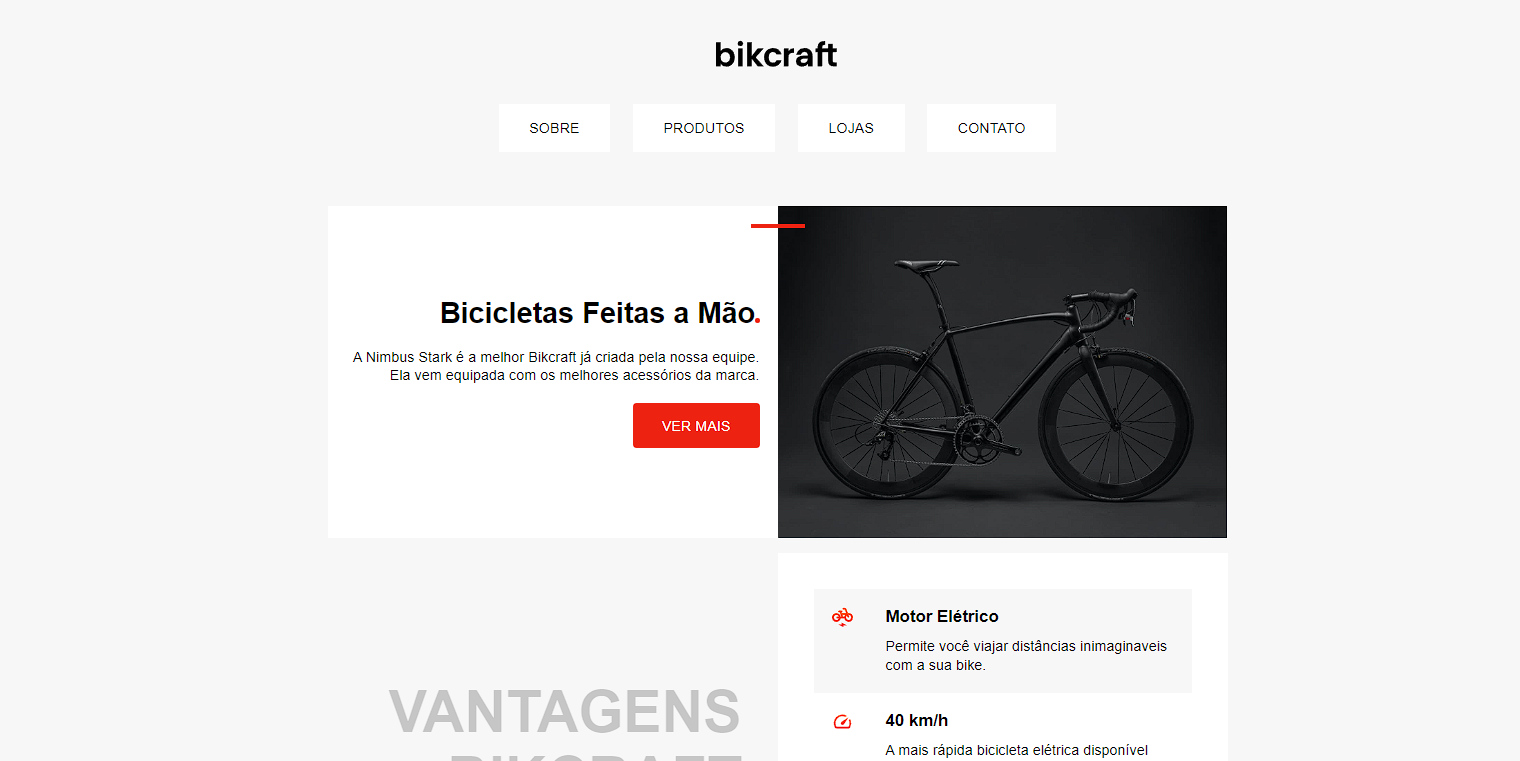 bikcraft
SOBRE
PRODUTOS
LOJAS
CONTATO
Bicicletas Feitas a Mão.
A Nimbus Stark é a melhor Bikcraft já criada pela nossa equipe.
Ela vem equipada com os melhores acessórios da marca.
VER MAIS
VANTAGENS
BIKCRAFT
Motor Elétrico
Permite você viajar distâncias inimaginaveis
com a sua bike.
40 km/h
A mais rápida bicicleta elétrica disponível